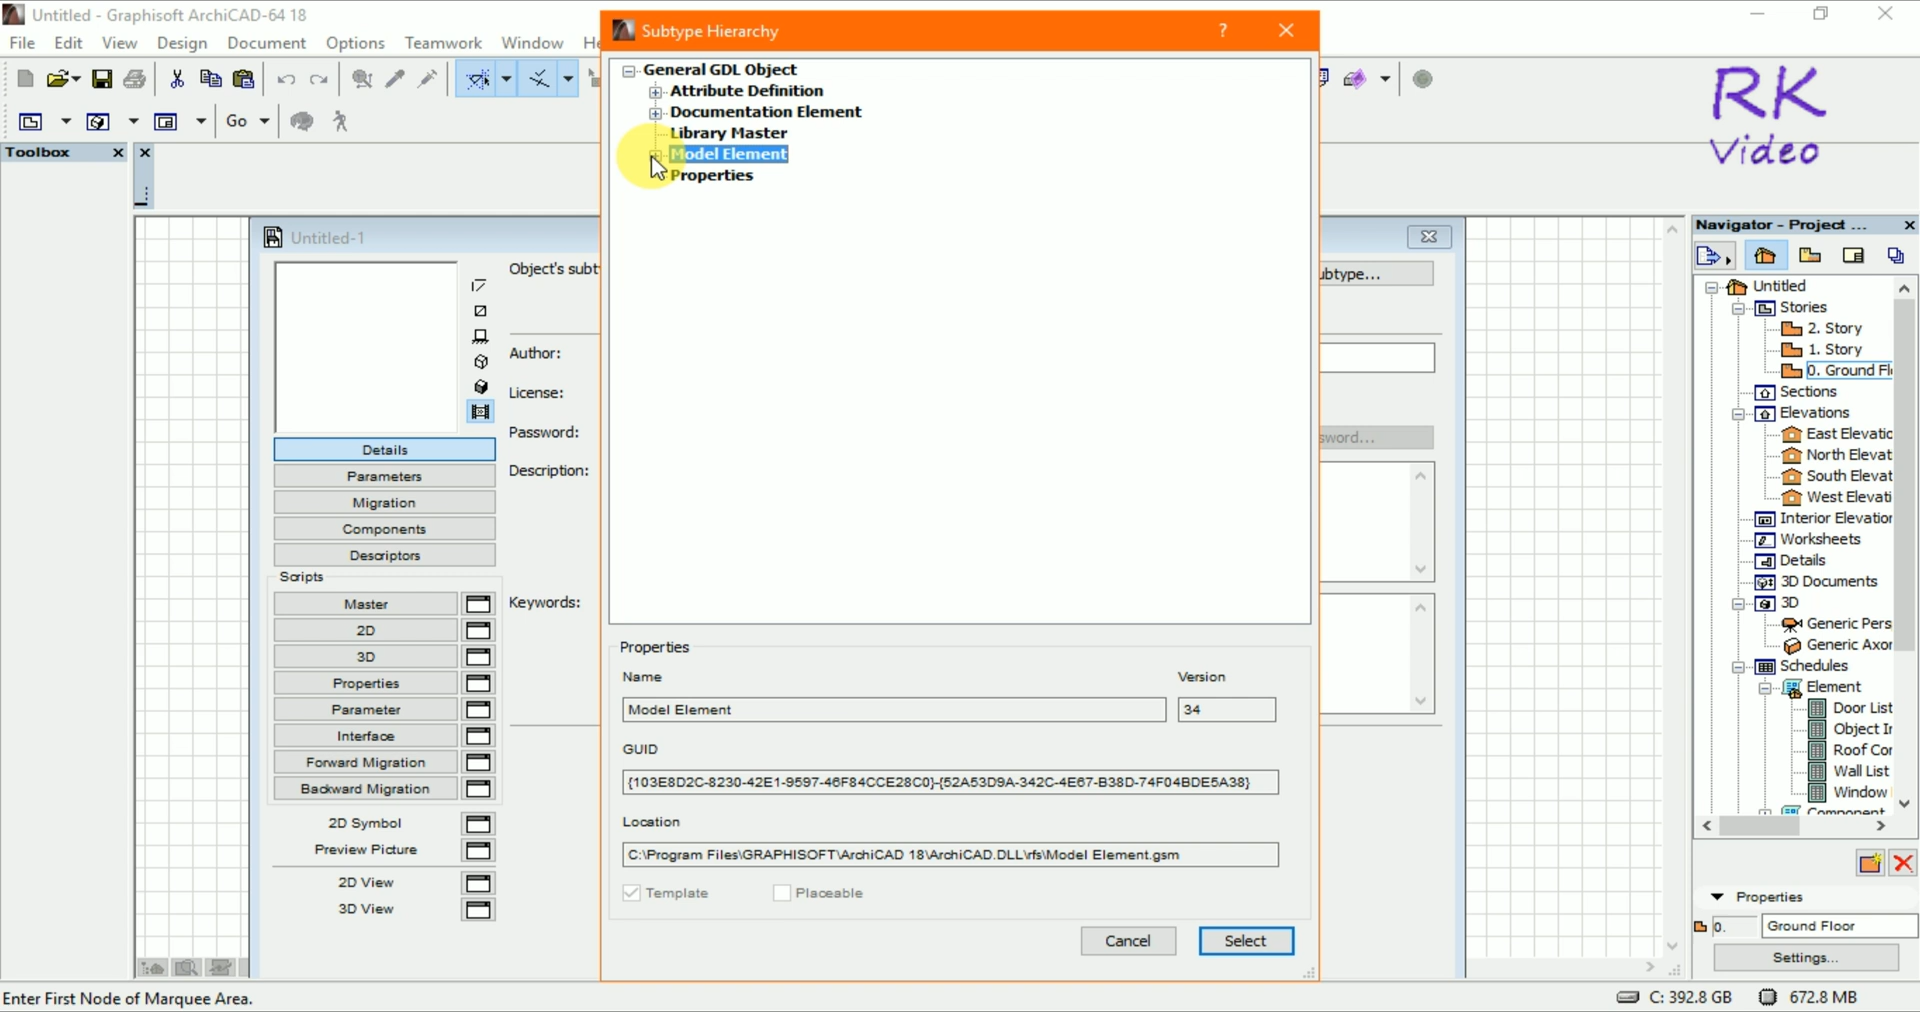 Untitled - Graphisoft ArchiCAD-64 18
File Edit View Design Document Options Teamwork Window He
Go
Toolbox
RK
Video
Subtype Hierarchy
General GDL Object
Attribute Definition
Documentation Element
Library Master
Model Element
Properties
Properties
Name
Version
Model Element
34
GUID
{103E8D2C-8230-42E1-9597-46F84CCE28C0}-{52A53D9A-342C-4E67-B38D-74F04BDE5A38}
Location
C:\Program Files\GRAPHISOFT\ArchiCAD 18\ArchiCAD.DLL\rfs\Model Element.gsm
Template
Placeable
Cancel
Select
Untitled-1
Object's subt
ubtype...
Author:
License:
Password:
sword...
Description:
Keywords:
Details
Parameters
Migration
Components
Descriptors
Scripts
Master
2D
3D
Properties
Parameter
Interface
Forward Migration
Backward Migration
2D Symbol
Preview Picture
2D View
3D View
Navigator - Project ...
Untitled
Stories
2. Story
1. Story
0. Ground Fl
Sections
Elevations
East Elevatic
North Elevat
South Elevat
West Elevati
Interior Elevation
Worksheets
Details
3D Documents
3D
Generic Pers
Generic Axor
Schedules
Element
Door List
Object Ir
Roof Cor
Wall List
Window
Component
Properties
0.
Ground Floor
Settings...
Enter First Node of Marquee Area.
C: 392.8 GB
672.8 MB